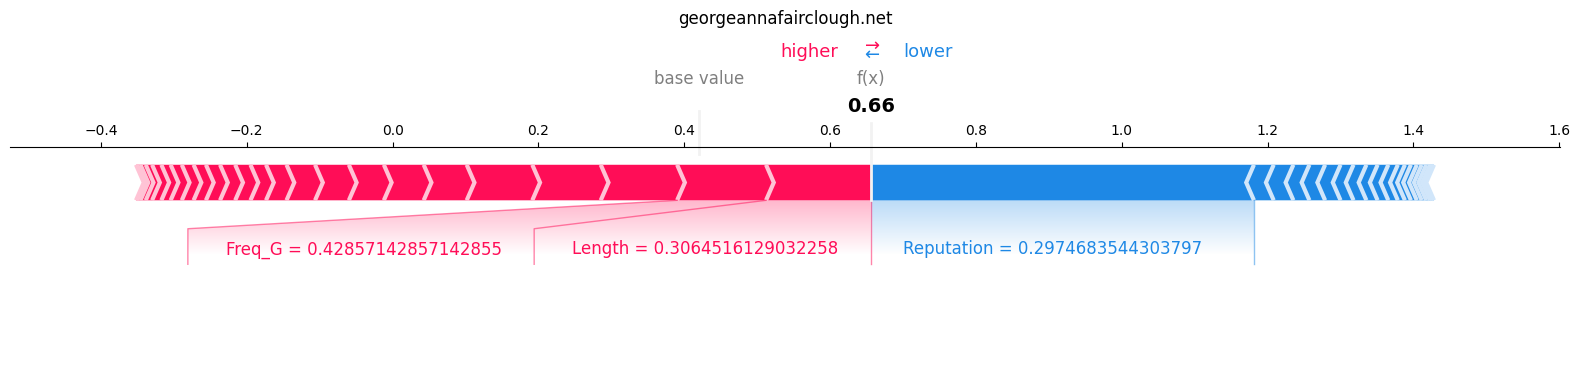 georgeannafairclough.net
higher ⇄ lower
base value f(x)
0.66
−0.4 −0.2 0.0 0.2 0.4 0.6 0.8 1.0 1.2 1.4 1.6
Freq_G = 0.42857142857142855 Length = 0.3064516129032258 Reputation = 0.2974683544303797